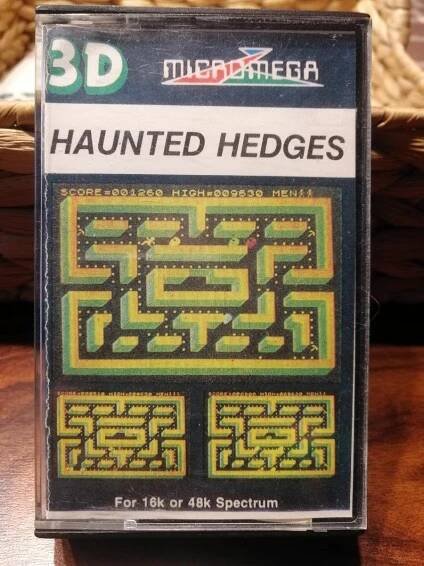 3D MICROMEGA
HAUNTED HEDGES
SCORE=001260 HIGH=009630 MEN
For 16k or 48k Spectrum